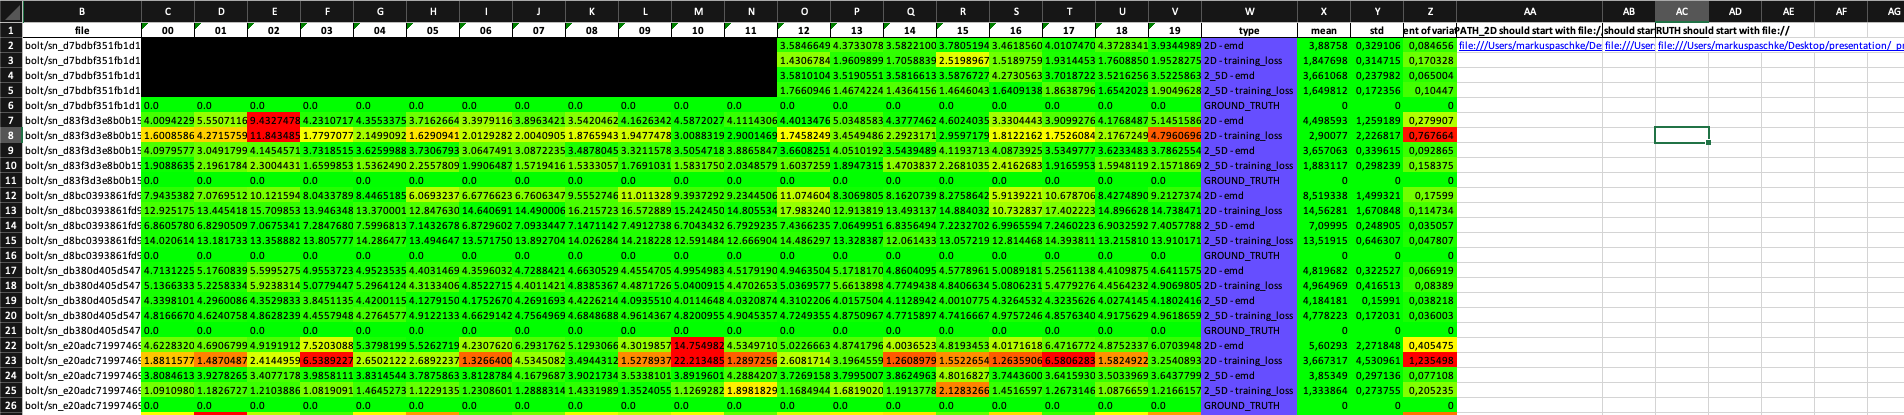 B C D E F G H I J K L M N O P Q R S T U V W X Y Z AA AB AC AD AE AF AG
1 file 00 01 02 03 04 05 06 07 08 09 10 11 12 13 14 15 16 17 18 19 type mean std ent of variat PATH_2D should start with file:// should star RUTH should start with file://
2 bolt/sn_d7bdbf351fb1d1 3.5846649 4.3733078 3.5822100 3.7805194 3.4618560 4.0107470 4.3728341 3.9344989 2D - emd 3,88758 0,329106 0,084656 file:///Users/markuspaschke/De file:///User file:///Users/markuspaschke/Desktop/presentation/_pr
3 bolt/sn_d7bdbf351fb1d1 1.4306784 1.9609899 1.7058839 2.5198967 1.5189759 1.9314453 1.7608850 1.9528275 2D - training_loss 1,847698 0,314715 0,170328
4 bolt/sn_d7bdbf351fb1d1 3.5810104 3.5190551 3.5816613 3.5876727 4.2730563 3.7018722 3.5216256 3.5225863 2_5D - emd 3,661068 0,237982 0,065004
5 bolt/sn_d7bdbf351fb1d1 1.7660946 1.4674224 1.4364156 1.4646043 1.6409138 1.8638796 1.6542023 1.9049628 2_5D - training_loss 1,649812 0,172356 0,10447
6 bolt/sn_d7bdbf351fb1d1 0.0 0.0 0.0 0.0 0.0 0.0 0.0 0.0 0.0 0.0 0.0 0.0 0.0 0.0 0.0 0.0 0.0 0.0 0.0 0.0 GROUND_TRUTH 0 0 0
7 bolt/sn_d83f3d3e8b0b15 4.0094229 5.5507116 9.4327478 4.2310717 4.3553375 3.7162664 3.3979116 3.8963421 3.5420462 4.1626342 4.5872027 4.1114306 4.4013476 5.0348583 4.3777462 4.6024035 3.3304443 3.9099276 4.1768487 5.1451586 2D - emd 4,498593 1,259189 0,279907
8 bolt/sn_d83f3d3e8b0b15 1.6008586 4.2715759 11.843485 1.7797077 2.1499092 1.6290941 2.0129282 2.0040905 1.8765943 1.9477478 3.0088319 2.9001469 1.7458249 3.4549486 2.2923171 2.9597179 1.8122162 1.7526084 2.1767249 4.7960696 2D - training_loss 2,90077 2,226817 0,767664
9 bolt/sn_d83f3d3e8b0b15 4.0979577 3.0491799 4.1454571 3.7318515 3.6259988 3.7306793 3.0647491 3.0872235 3.4878045 3.3211578 3.5054718 3.8865847 3.6608251 4.0510192 3.5439489 4.1193713 4.0873925 3.5349777 3.6233483 3.7862554 2_5D - emd 3,657063 0,339615 0,092865
10 bolt/sn_d83f3d3e8b0b15 1.9088635 2.1961784 2.3004431 1.6599853 1.5362490 2.2557809 1.9906487 1.5719416 1.5333057 1.7691031 1.5831750 2.0348579 1.6037259 1.8947315 1.4703837 2.2681035 2.4162683 1.9165953 1.5948119 2.1571869 2_5D - training_loss 1,883117 0,298239 0,158375
11 bolt/sn_d83f3d3e8b0b15 0.0 0.0 0.0 0.0 0.0 0.0 0.0 0.0 0.0 0.0 0.0 0.0 0.0 0.0 0.0 0.0 0.0 0.0 0.0 0.0 GROUND_TRUTH 0 0 0
12 bolt/sn_d8bc0393861fd9 7.9435382 7.0769512 10.121594 8.0433789 8.4465185 6.0693237 6.6776623 7.6606347 9.5552746 9.011328 9.3937292 9.2344506 11.074604 8.3069805 8.1620739 8.2758642 5.9139221 10.678706 8.4274890 9.2127374 2D - emd 8,519338 1,499321 0,17599
13 bolt/sn_d8bc0393861fd9 12.925175 13.445418 15.709853 13.946348 14.370001 12.847630 14.640691 14.490006 16.215723 16.572889 15.242450 14.805534 17.983240 12.913819 13.493137 14.884032 10.732837 17.402223 14.896628 14.738471 2D - training_loss 14,56281 1,670848 0,114734
14 bolt/sn_d8bc0393861fd9 6.8605780 6.8290509 7.0675341 7.2847680 7.5996813 7.1432678 6.8729602 7.0933447 7.1471142 7.4912738 6.7043432 6.7929235 7.4366235 7.0649951 6.8356494 7.2232702 6.9965594 7.2460223 6.9032592 7.4057788 2_5D - emd 7,09995 0,248905 0,035057
15 bolt/sn_d8bc0393861fd9 14.020614 13.181733 13.358882 13.805777 14.286477 13.494647 13.571750 13.892704 14.026284 14.218228 12.591484 12.666904 14.486297 13.328387 12.061433 13.057219 12.814468 14.393811 13.215810 13.910171 2_5D - training_loss 13,51915 0,646307 0,047807
16 bolt/sn_d8bc0393861fd9 0.0 0.0 0.0 0.0 0.0 0.0 0.0 0.0 0.0 0.0 0.0 0.0 0.0 0.0 0.0 0.0 0.0 0.0 0.0 0.0 GROUND_TRUTH 0 0 0
17 bolt/sn_db380d405d547 4.7131225 5.1760839 5.5995275 4.9553723 4.9523535 4.4031469 4.3596032 4.7288421 4.6630529 4.4554705 4.9954983 4.5179190 4.9463504 5.1718170 4.8604095 4.5778961 5.0089181 5.2561138 4.4109875 4.6411575 2D - emd 4,819682 0,322527 0,066919
18 bolt/sn_db380d405d547 5.1366333 5.2258334 5.9238314 5.0779447 5.2964124 4.3133406 4.8522715 4.4011421 4.8385367 4.4871726 5.0400915 4.4702653 5.0369577 5.6613898 4.7749438 4.8406634 5.0806231 5.4779276 4.4564232 4.9069805 2D - training_loss 4,964969 0,416513 0,08389
19 bolt/sn_db380d405d547 4.3398101 4.2960086 4.3529833 3.8451135 4.4200115 4.1279150 4.1752670 4.2691693 4.2226214 4.0935510 4.0114648 4.0320874 4.3102206 4.0157504 4.1128942 4.0010775 4.3264532 4.3235626 4.0274145 4.1802416 2_5D - emd 4,184181 0,15991 0,038218
20 bolt/sn_db380d405d547 4.8166670 4.6240758 4.8628239 4.4557948 4.2764577 4.9122133 4.6629142 4.7564960 4.6848688 4.9614367 4.8200955 4.9045357 4.7249355 4.8750967 4.7715897 4.7416667 4.9757246 4.8576340 4.9157625 4.9618659 2_5D - training_loss 4,778223 0,172031 0,036003
21 bolt/sn_db380d405d547 0.0 0.0 0.0 0.0 0.0 0.0 0.0 0.0 0.0 0.0 0.0 0.0 0.0 0.0 0.0 0.0 0.0 0.0 0.0 0.0 GROUND_TRUTH 0 0 0
22 bolt/sn_e20adc71997469 4.6228320 4.6906799 4.9191912 7.5203088 5.3798199 5.5262719 4.2307620 6.2931762 5.1293066 4.3019857 14.754982 4.5349710 5.0226663 4.8741796 4.0036526 4.8193453 4.0171618 6.4716772 4.8752337 6.0703948 2D - emd 5,60293 2,271848 0,405475
23 bolt/sn_e20adc71997469 1.8811577 1.4870487 2.4144959 6.5389227 2.6502122 2.6892237 1.3266400 4.5345082 3.4944312 1.5278937 22.213485 1.2897256 2.6081714 3.1964559 1.2608979 1.5522654 1.2635906 6.5806283 1.5824922 3.2540893 2D - training_loss 3,667317 4,530961 1,235498
24 bolt/sn_e20adc71997469 3.8084613 3.9278265 3.4077178 3.9858111 3.8314544 3.7875863 3.8128784 4.1679687 3.9021734 3.5338101 3.8919601 4.2884207 3.7269158 3.7995007 3.8624963 4.8016827 3.7443600 3.6415930 3.5033969 3.6437799 2_5D - emd 3,85349 0,297136 0,077108
25 bolt/sn_e20adc71997469 1.0910980 1.1826727 1.2103886 1.0819091 1.4645273 1.1229135 1.2308601 1.2888314 1.4331989 1.3524055 1.1269282 1.8981829 1.1684944 1.6819020 1.1913778 2.1283266 1.4516597 1.2673146 1.0876659 1.2166157 2_5D - training_loss 1,333864 0,273755 0,205235
26 bolt/sn_e20adc71997469 0.0 0.0 0.0 0.0 0.0 0.0 0.0 0.0 0.0 0.0 0.0 0.0 0.0 0.0 0.0 0.0 0.0 0.0 0.0 0.0 GROUND_TRUTH 0 0 0